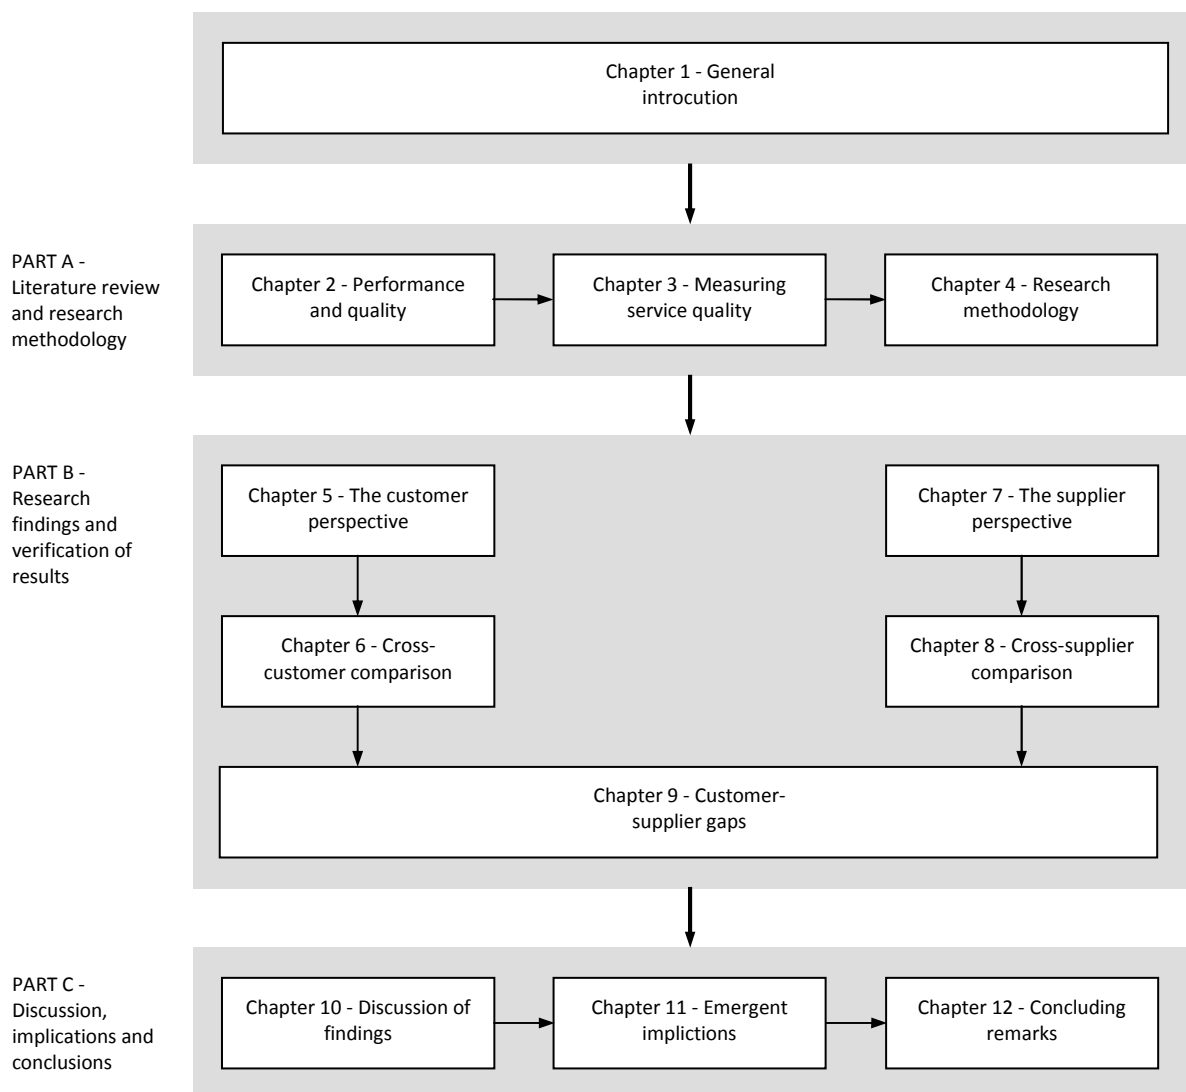 Chapter 1 - General
introcution
PART A -
Literature review
and research
methodology
Chapter 2 - Performance
and quality
Chapter 3 - Measuring
service quality
Chapter 4 - Research
methodology
PART B -
Research
findings and
verification of
results
Chapter 5 - The customer
perspective
Chapter 7 - The supplier
perspective
Chapter 6 - Cross-
customer comparison
Chapter 8 - Cross-supplier
comparison
Chapter 9 - Customer-
supplier gaps
PART C -
Discussion,
implications and
conclusions
Chapter 10 - Discussion of
findings
Chapter 11 - Emergent
implictions
Chapter 12 - Concluding
remarks